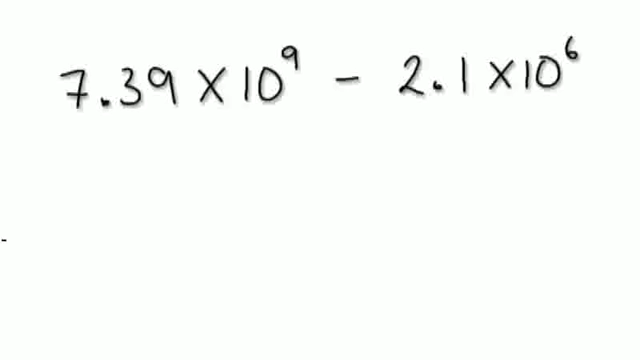 7.39 × 10⁹ - 2.1 × 10⁶